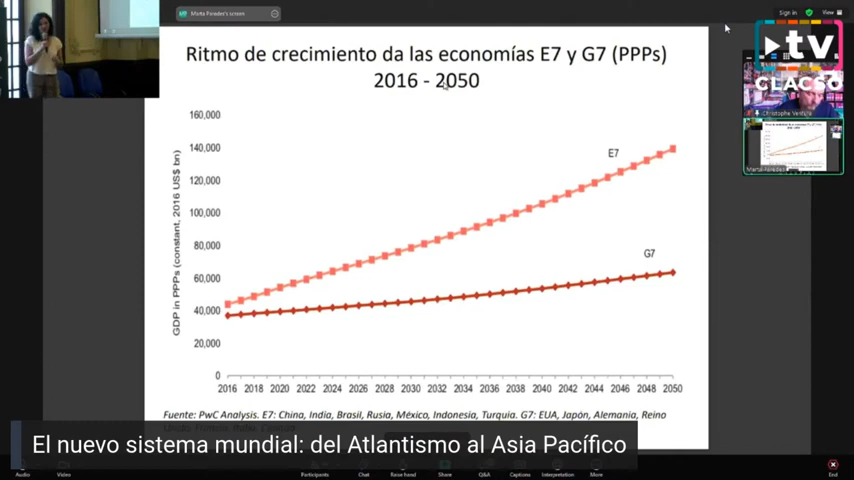 Marta Paredes's screen
Sign in
View
tv
CLACSO
Christophe Ventura
Ritmo de crecimiento da las economías E7 y G7 (PPPs)
2016 - 2050
GDP in PPPs (constant, 2016 US$ bn)
160,000
140,000
120,000
100,000
80,000
60,000
40,000
20,000
0
E7
G7
2016 2018 2020 2022 2024 2026 2028 2030 2032 2034 2036 2038 2040 2042 2044 2046 2048 2050
Fuente: PwC Analysis. E7: China, India, Brasil, Rusia, México, Indonesia, Turquía. G7: EUA, Japón, Alemania, Reino
El nuevo sistema mundial: del Atlantismo al Asia Pacífico
Audio
Video
Participants
Chat
Raise hand
Share
Q&A
Captions
Interpretation
More
End